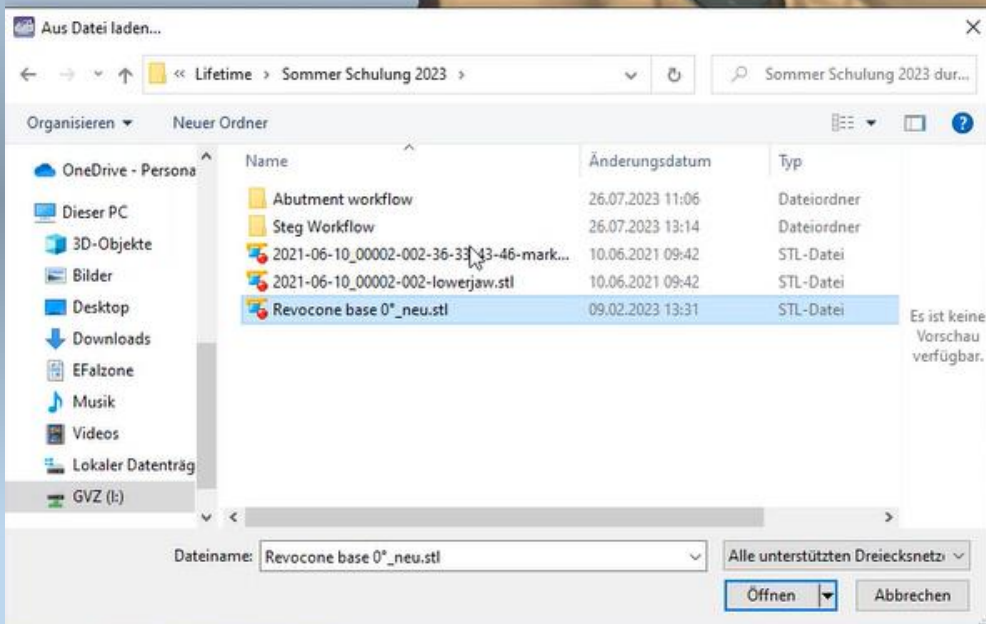 Aus Datei laden...
« Lifetime > Sommer Schulung 2023 >
Sommer Schulung 2023 dur...
Organisieren
Neuer Ordner
Name
Änderungsdatum
Typ
OneDrive - Persona
Dieser PC
3D-Objekte
Bilder
Desktop
Downloads
EFalzone
Musik
Videos
Lokaler Datenträg
GVZ (I:)
Abutment workflow 26.07.2023 11:06 Dateiordner
Steg Workflow 26.07.2023 13:14 Dateiordner
2021-06-10_00002-002-36-33-43-46-mark... 10.06.2021 09:42 STL-Datei
2021-06-10_00002-002-lowerjaw.stl 10.06.2021 09:42 STL-Datei
Revocone base 0°_neu.stl 09.02.2023 13:31 STL-Datei
Es ist keine
Vorschau
verfügbar.
Dateiname: Revocone base 0°_neu.stl
Alle unterstützten Dreiecksnetz
Öffnen
Abbrechen